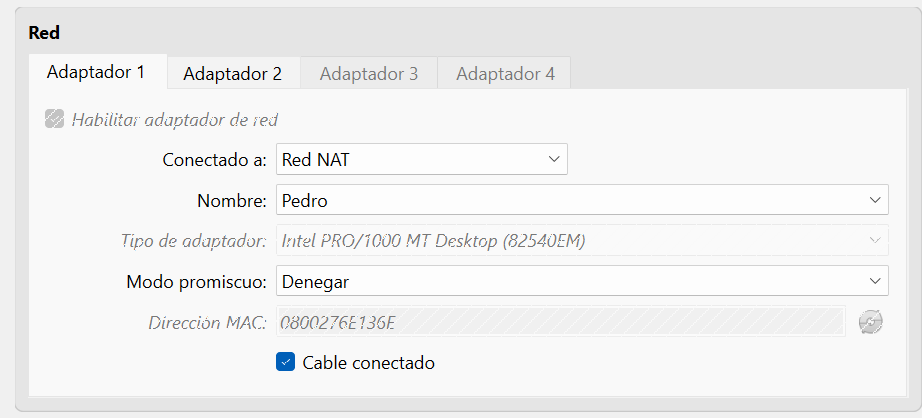 Red
Adaptador 1 Adaptador 2 Adaptador 3 Adaptador 4
Habilitar adaptador de red
Conectado a: Red NAT
Nombre: Pedro
Tipo de adaptador: Intel PRO/1000 MT Desktop (82540EM)
Modo promiscuo: Denegar
Dirección MAC: 0800276E136E
Cable conectado